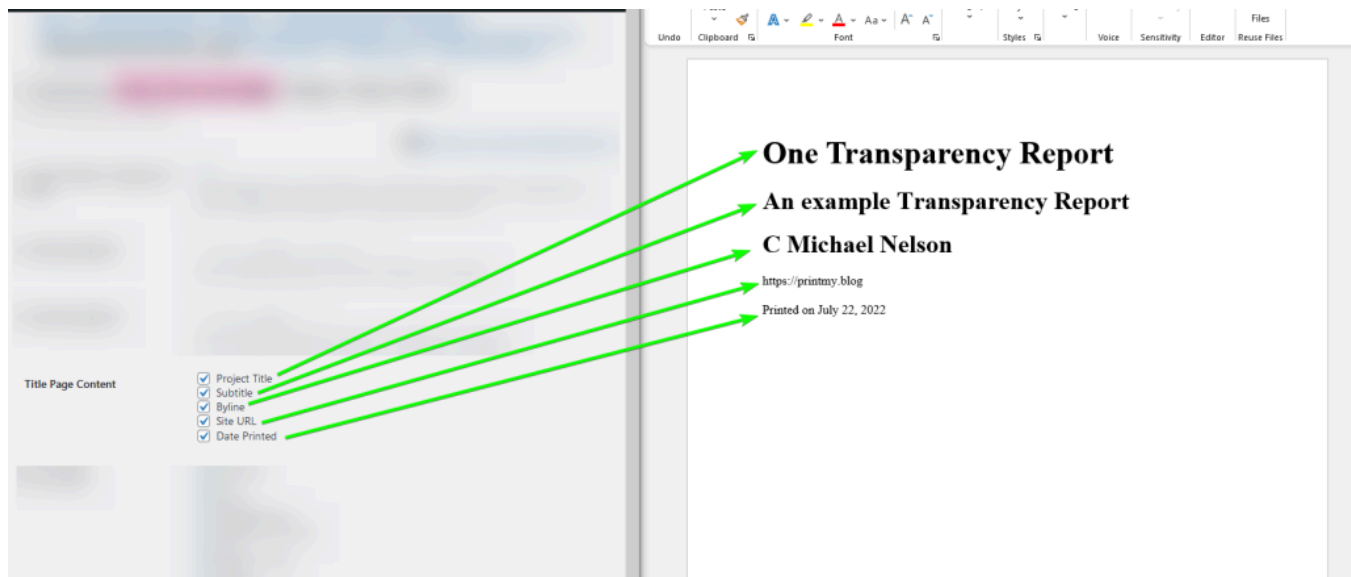 Undo
Clipboard
Font
Styles
Voice
Sensitivity
Editor
Files
Reuse Files
Aa
A
A
A
A
One Transparency Report
An example Transparency Report
C Michael Nelson
https://printmy.blog
Printed on July 22, 2022
Title Page Content
Project Title
Subtitle
Byline
Site URL
Date Printed